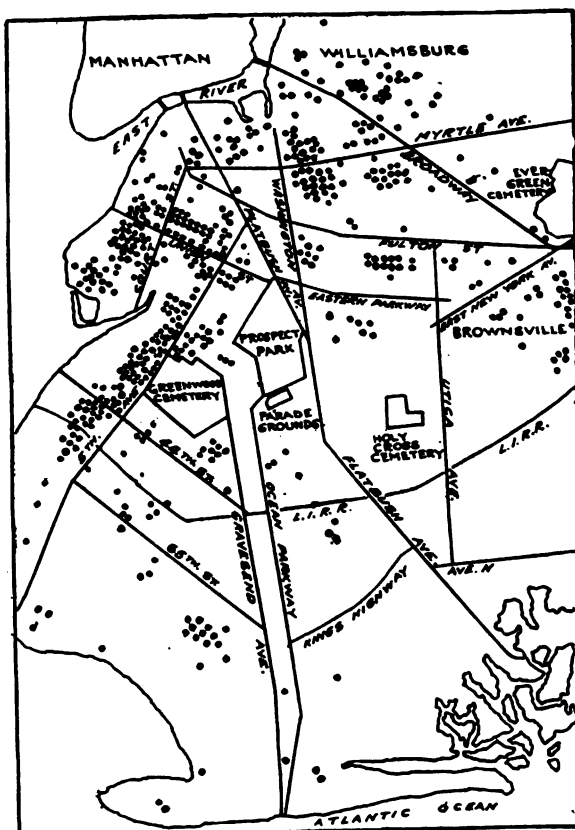 MANHATTAN
WILLIAMSBURG
EAST
RIVER
MYRTLE AVE.
BROADWAY
EVER
GREEN
CEMETERY
WASHINGTON
AV.
FLATBUSH AV.
FULTON ST
ST
EASTERN PARKWAY
EAST NEW YORK AV.
BROWNSVILLE
PROSPECT
PARK
GREENWOOD
CEMETERY
PARADE
GROUNDS
UTICA
AVE.
HOLY
CROSS
CEMETERY
L.I.R.R.
L.I.R.R.
FLATBUSH
AVE.
AVE. N
OCEAN PARKWAY
GRAVESEND
AVE.
65TH. ST.
KINGS HIGHWAY
ATLANTIC OCEAN